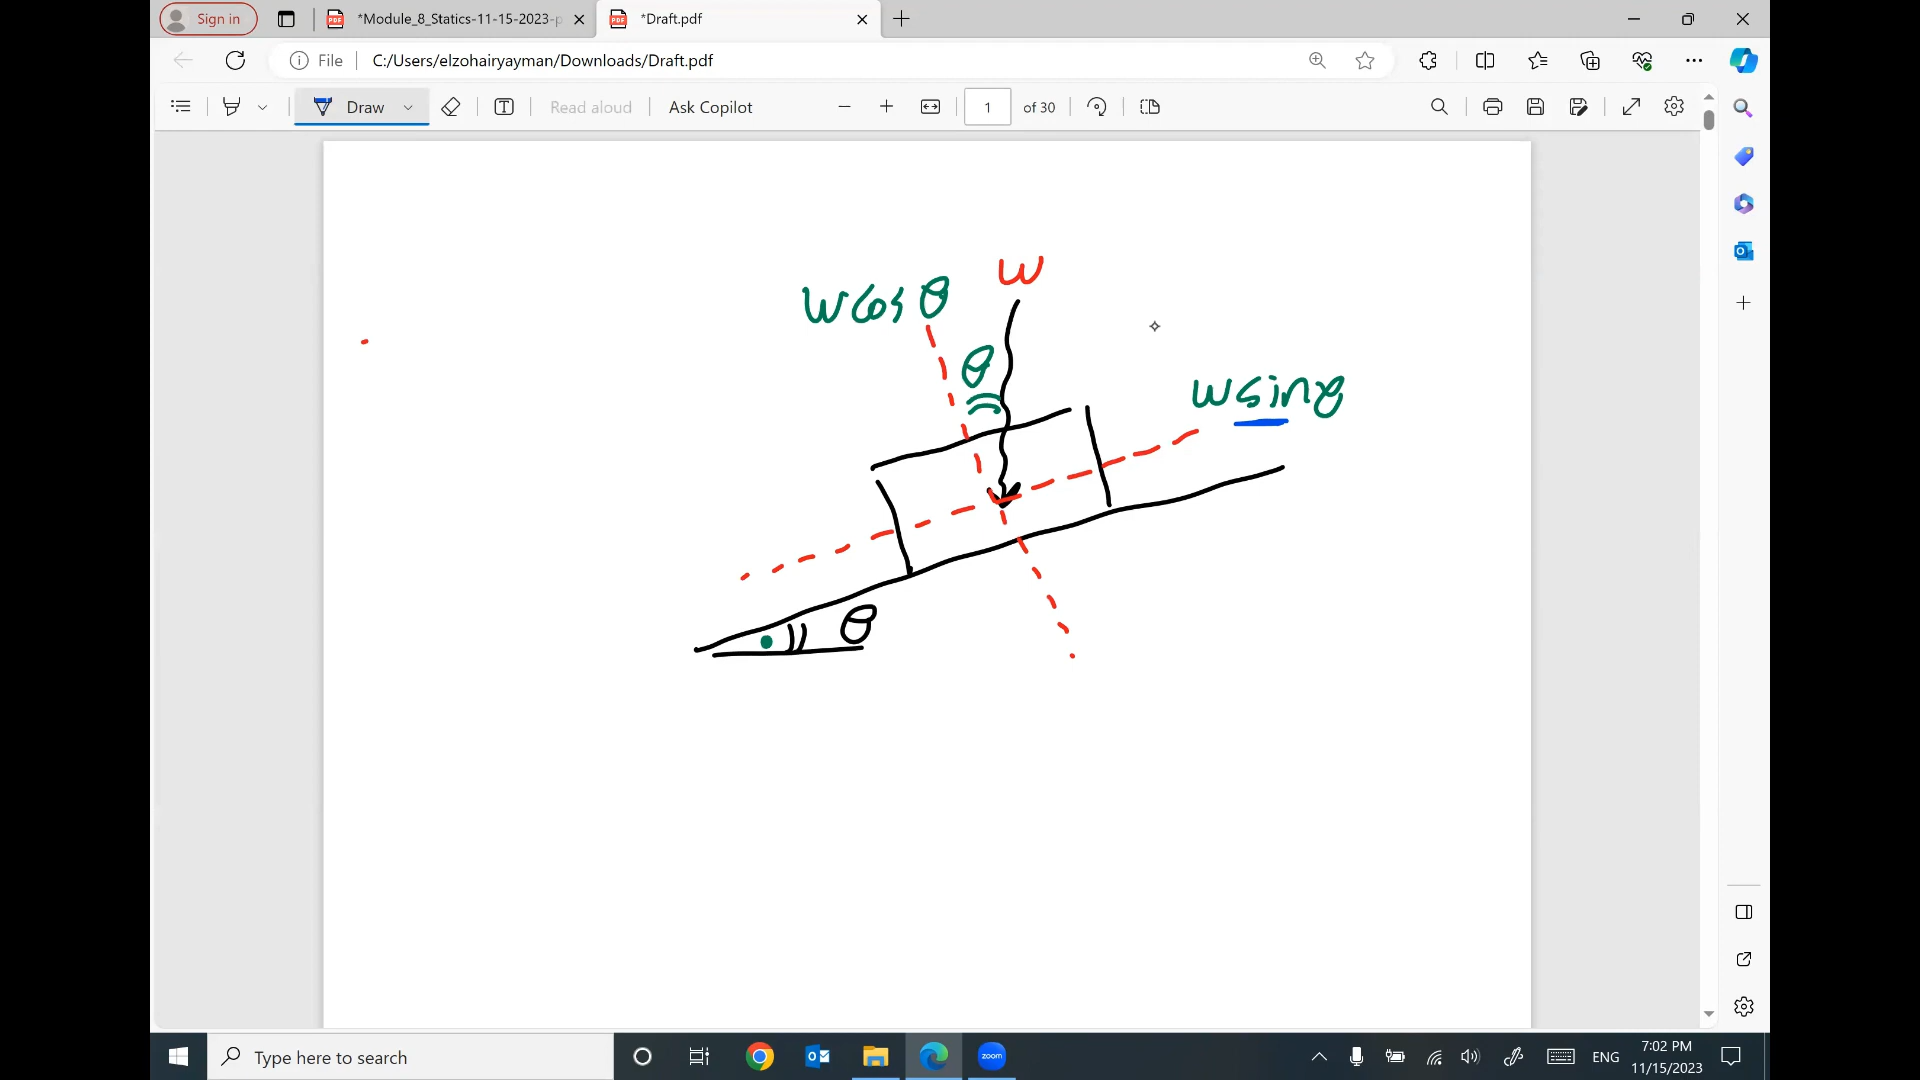 Sign in
*Module_8_Statics-11-15-2023-p
*Draft.pdf
File
C:/Users/elzohairyayman/Downloads/Draft.pdf
Draw
Read aloud
Ask Copilot
1
of 30
W
W cos θ
θ
W sin θ
θ
Type here to search
zoom
ENG
7:02 PM
11/15/2023